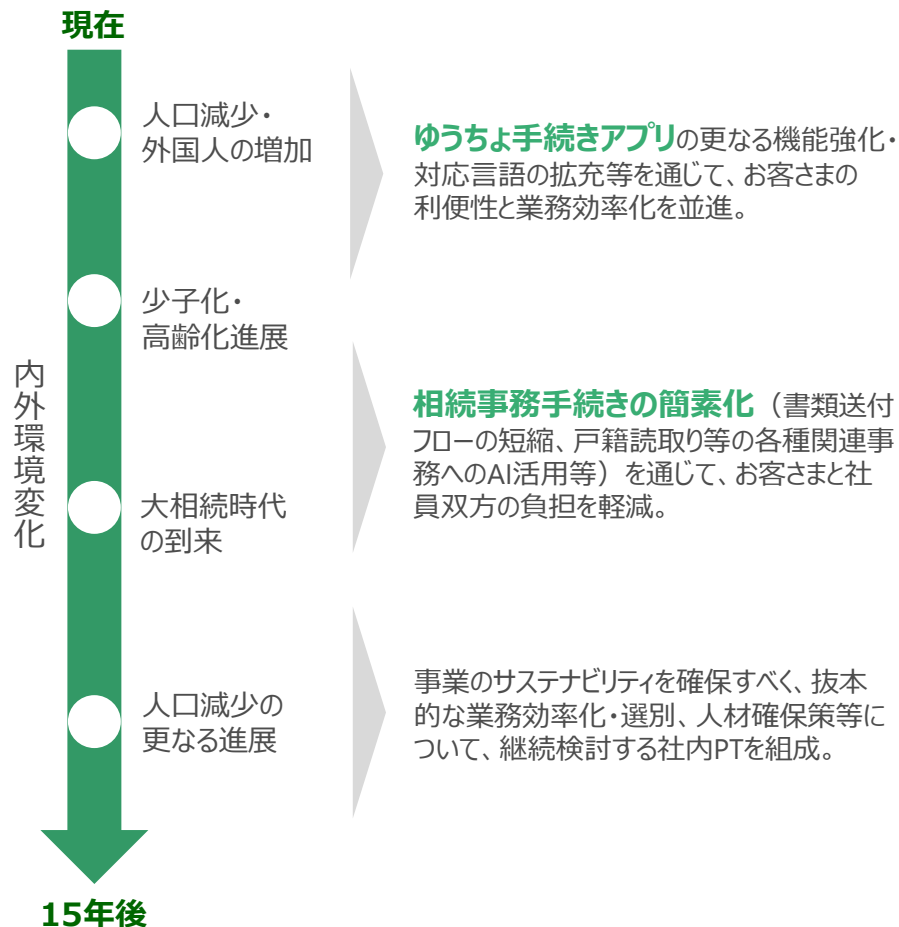 現在
内外環境変化
人口減少・
外国人の増加
ゆうちょ手続きアプリの更なる機能強化・
対応言語の拡充等を通じて、お客さまの
利便性と業務効率化を並進。
少子化・
高齢化進展
相続事務手続きの簡素化（書類送付
フローの短縮、戸籍読取り等の各種関連事
務へのAI活用等）を通じて、お客さまと社
員双方の負担を軽減。
大相続時代
の到来
人口減少の
更なる進展
事業のサステナビリティを確保すべく、抜本
的な業務効率化・選別、人材確保策等に
ついて、継続検討する社内PTを組成。
15年後